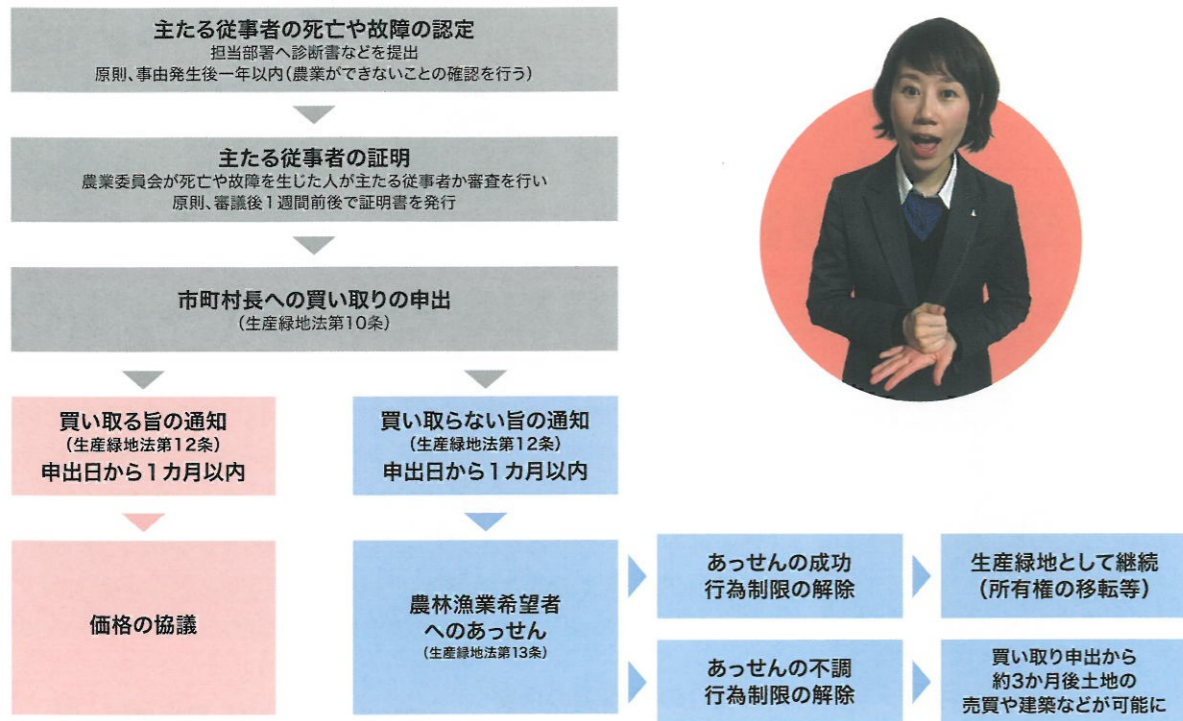 主たる従事者の死亡や故障の認定
担当部署へ診断書などを提出
原則、事由発生後一年以内(農業ができないことの確認を行う)
主たる従事者の証明
農業委員会が死亡や故障を生じた人が主たる従事者か審査を行い
原則、審議後1週間前後で証明書を発行
市町村長への買い取りの申出
(生産緑地法第10条)
買い取る旨の通知
(生産緑地法第12条)
申出日から1カ月以内
買い取らない旨の通知
(生産緑地法第12条)
申出日から1カ月以内
価格の協議
農林漁業希望者
へのあっせん
(生産緑地法第13条)
あっせんの成功
行為制限の解除
生産緑地として継続
(所有権の移転等)
あっせんの不調
行為制限の解除
買い取り申出から
約3か月後土地の
売買や建築などが可能に